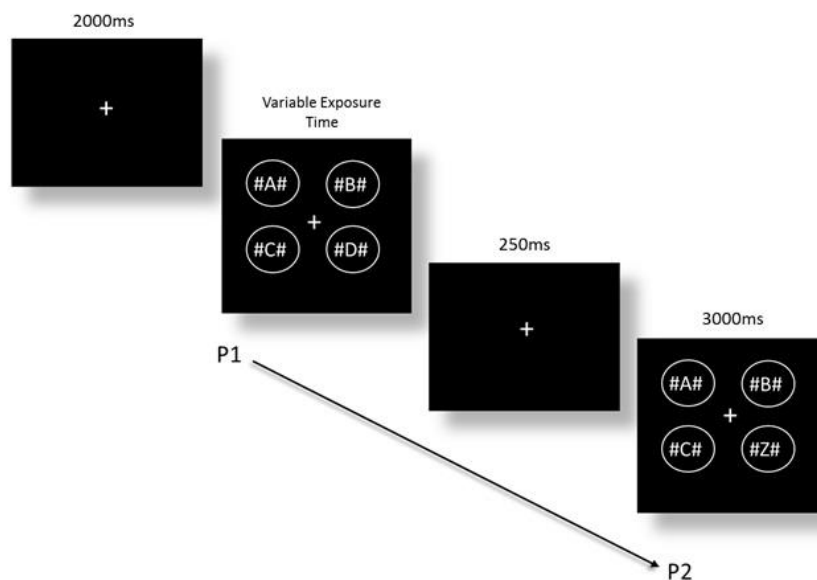 2000ms
+
Variable Exposure
Time
#A# #B#
+
#C# #D#
250ms
+
3000ms
#A# #B#
+
#C# #Z#
P1
P2